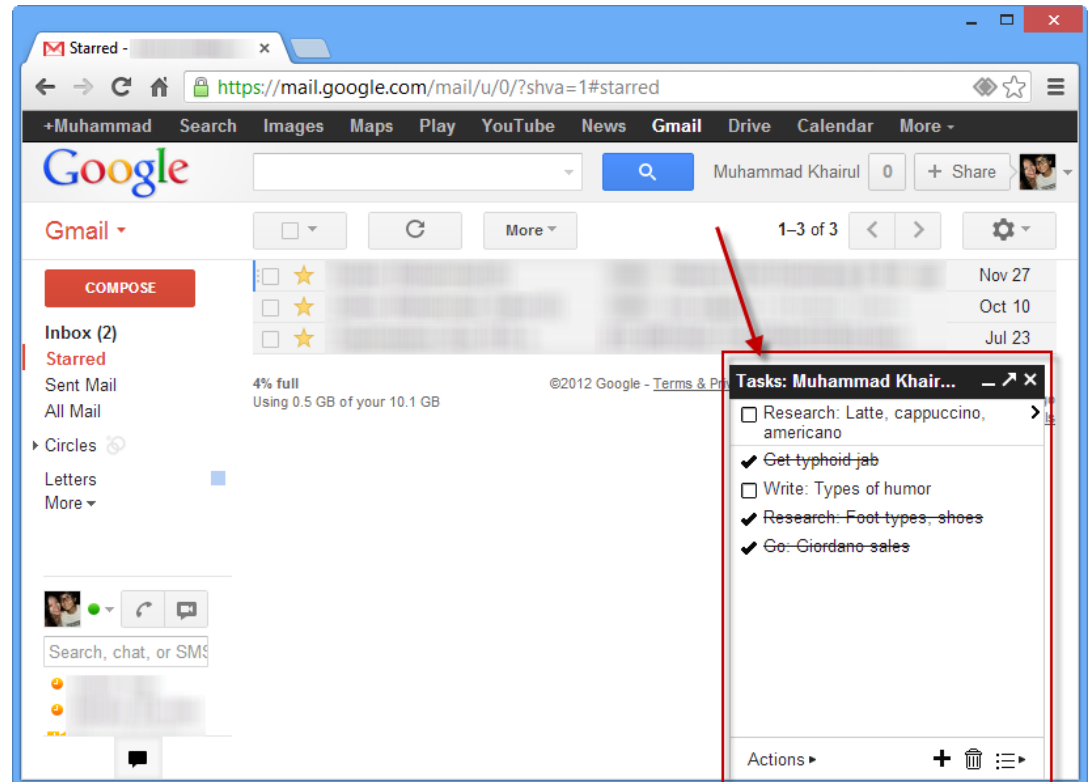 Starred -
https://mail.google.com/mail/u/0/?shva=1#starred
+Muhammad Search Images Maps Play YouTube News Gmail Drive Calendar More
Google
Muhammad Khairul 0 + Share
Gmail
More
1–3 of 3
COMPOSE
Nov 27
Oct 10
Jul 23
Inbox (2)
Starred
Sent Mail
All Mail
Circles
Letters
More
4% full
Using 0.5 GB of your 10.1 GB
©2012 Google - Terms &
Tasks: Muhammad Khair...
Research: Latte, cappuccino,
americano
Get typhoid jab
Write: Types of humor
Research: Foot types, shoes
Go: Giordano sales
Search, chat, or SMS
Actions